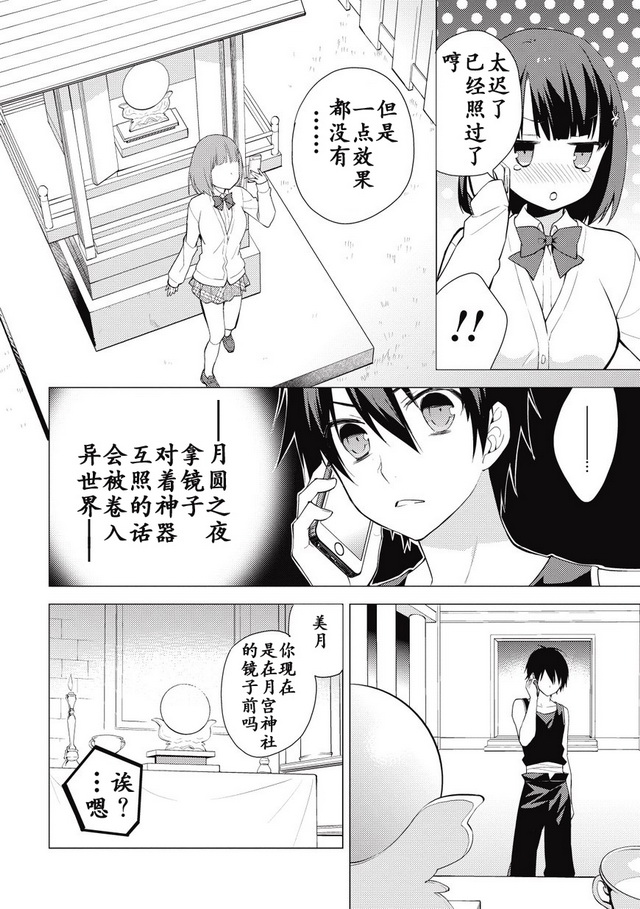 太迟了
已经照过了
哼
！！
但是
一点效果
都没有
……
……
—月圆之夜
拿镜子
对着神器
互照的话
会被卷入
异世界—
美月
你现在
是在月宫神社
的镜子前吗
诶？
…嗯